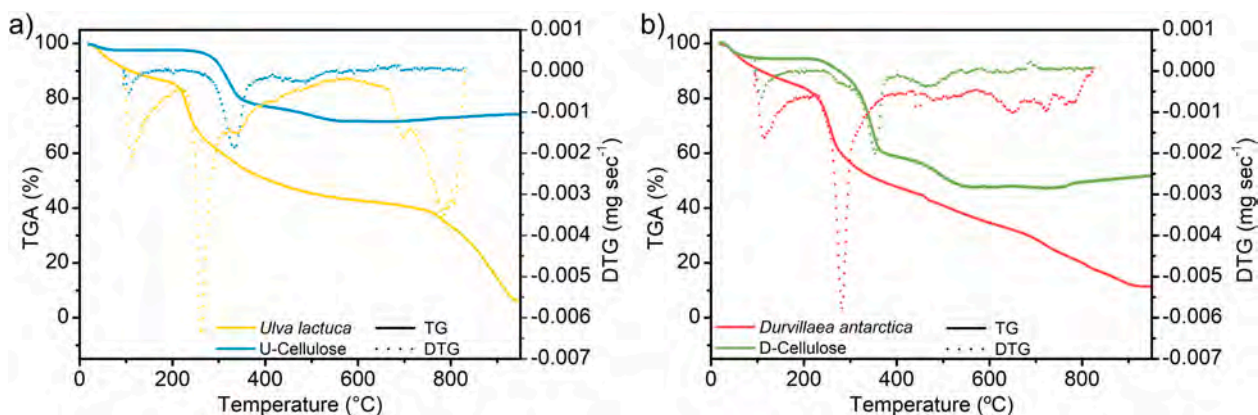 a)
TGA (%)
100
80
60
40
20
0
0 200 400 600 800
Temperature (°C)
0.001
0.000
-0.001
-0.002
-0.003
-0.004
-0.005
-0.006
-0.007
DTG (mg sec-1)
Ulva lactuca TG
U-Cellulose DTG
b)
TGA (%)
100
80
60
40
20
0
0 200 400 600 800
Temperature (ºC)
0.001
0.000
-0.001
-0.002
-0.003
-0.004
-0.005
-0.006
-0.007
DTG (mg sec-1)
Durvillaea antarctica TG
D-Cellulose DTG